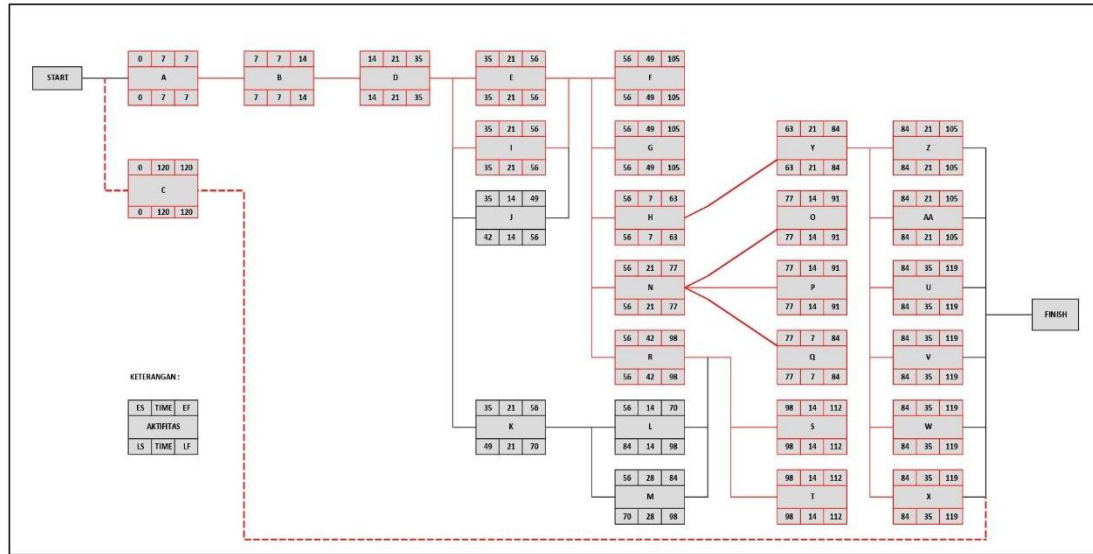 0 7 7
7 7 14
14 21 35
35 21 56
56 49 105
START
A
B
D
E
F
0 7 7
7 7 14
14 21 35
35 21 56
56 49 105
35 21 56
56 49 105
63 21 84
84 21 105
I
G
Y
Z
35 21 56
56 49 105
63 21 84
84 21 105
0 120 120
C
0 120 120
35 14 49
56 7 63
77 14 91
84 21 105
J
H
O
AA
42 14 56
56 7 63
77 14 91
84 21 105
56 21 77
77 14 91
84 35 119
N
P
U
56 21 77
77 14 91
84 35 119
FINISH
56 42 98
77 7 84
84 35 119
R
Q
V
56 42 98
77 7 84
84 35 119
KETERANGAN :
ES TIME EF
AKTIFITAS
LS TIME LF
35 21 56
56 14 70
98 14 112
84 35 119
K
L
S
W
49 21 70
84 14 98
98 14 112
84 35 119
56 28 84
98 14 112
84 35 119
M
T
X
70 28 98
98 14 112
84 35 119